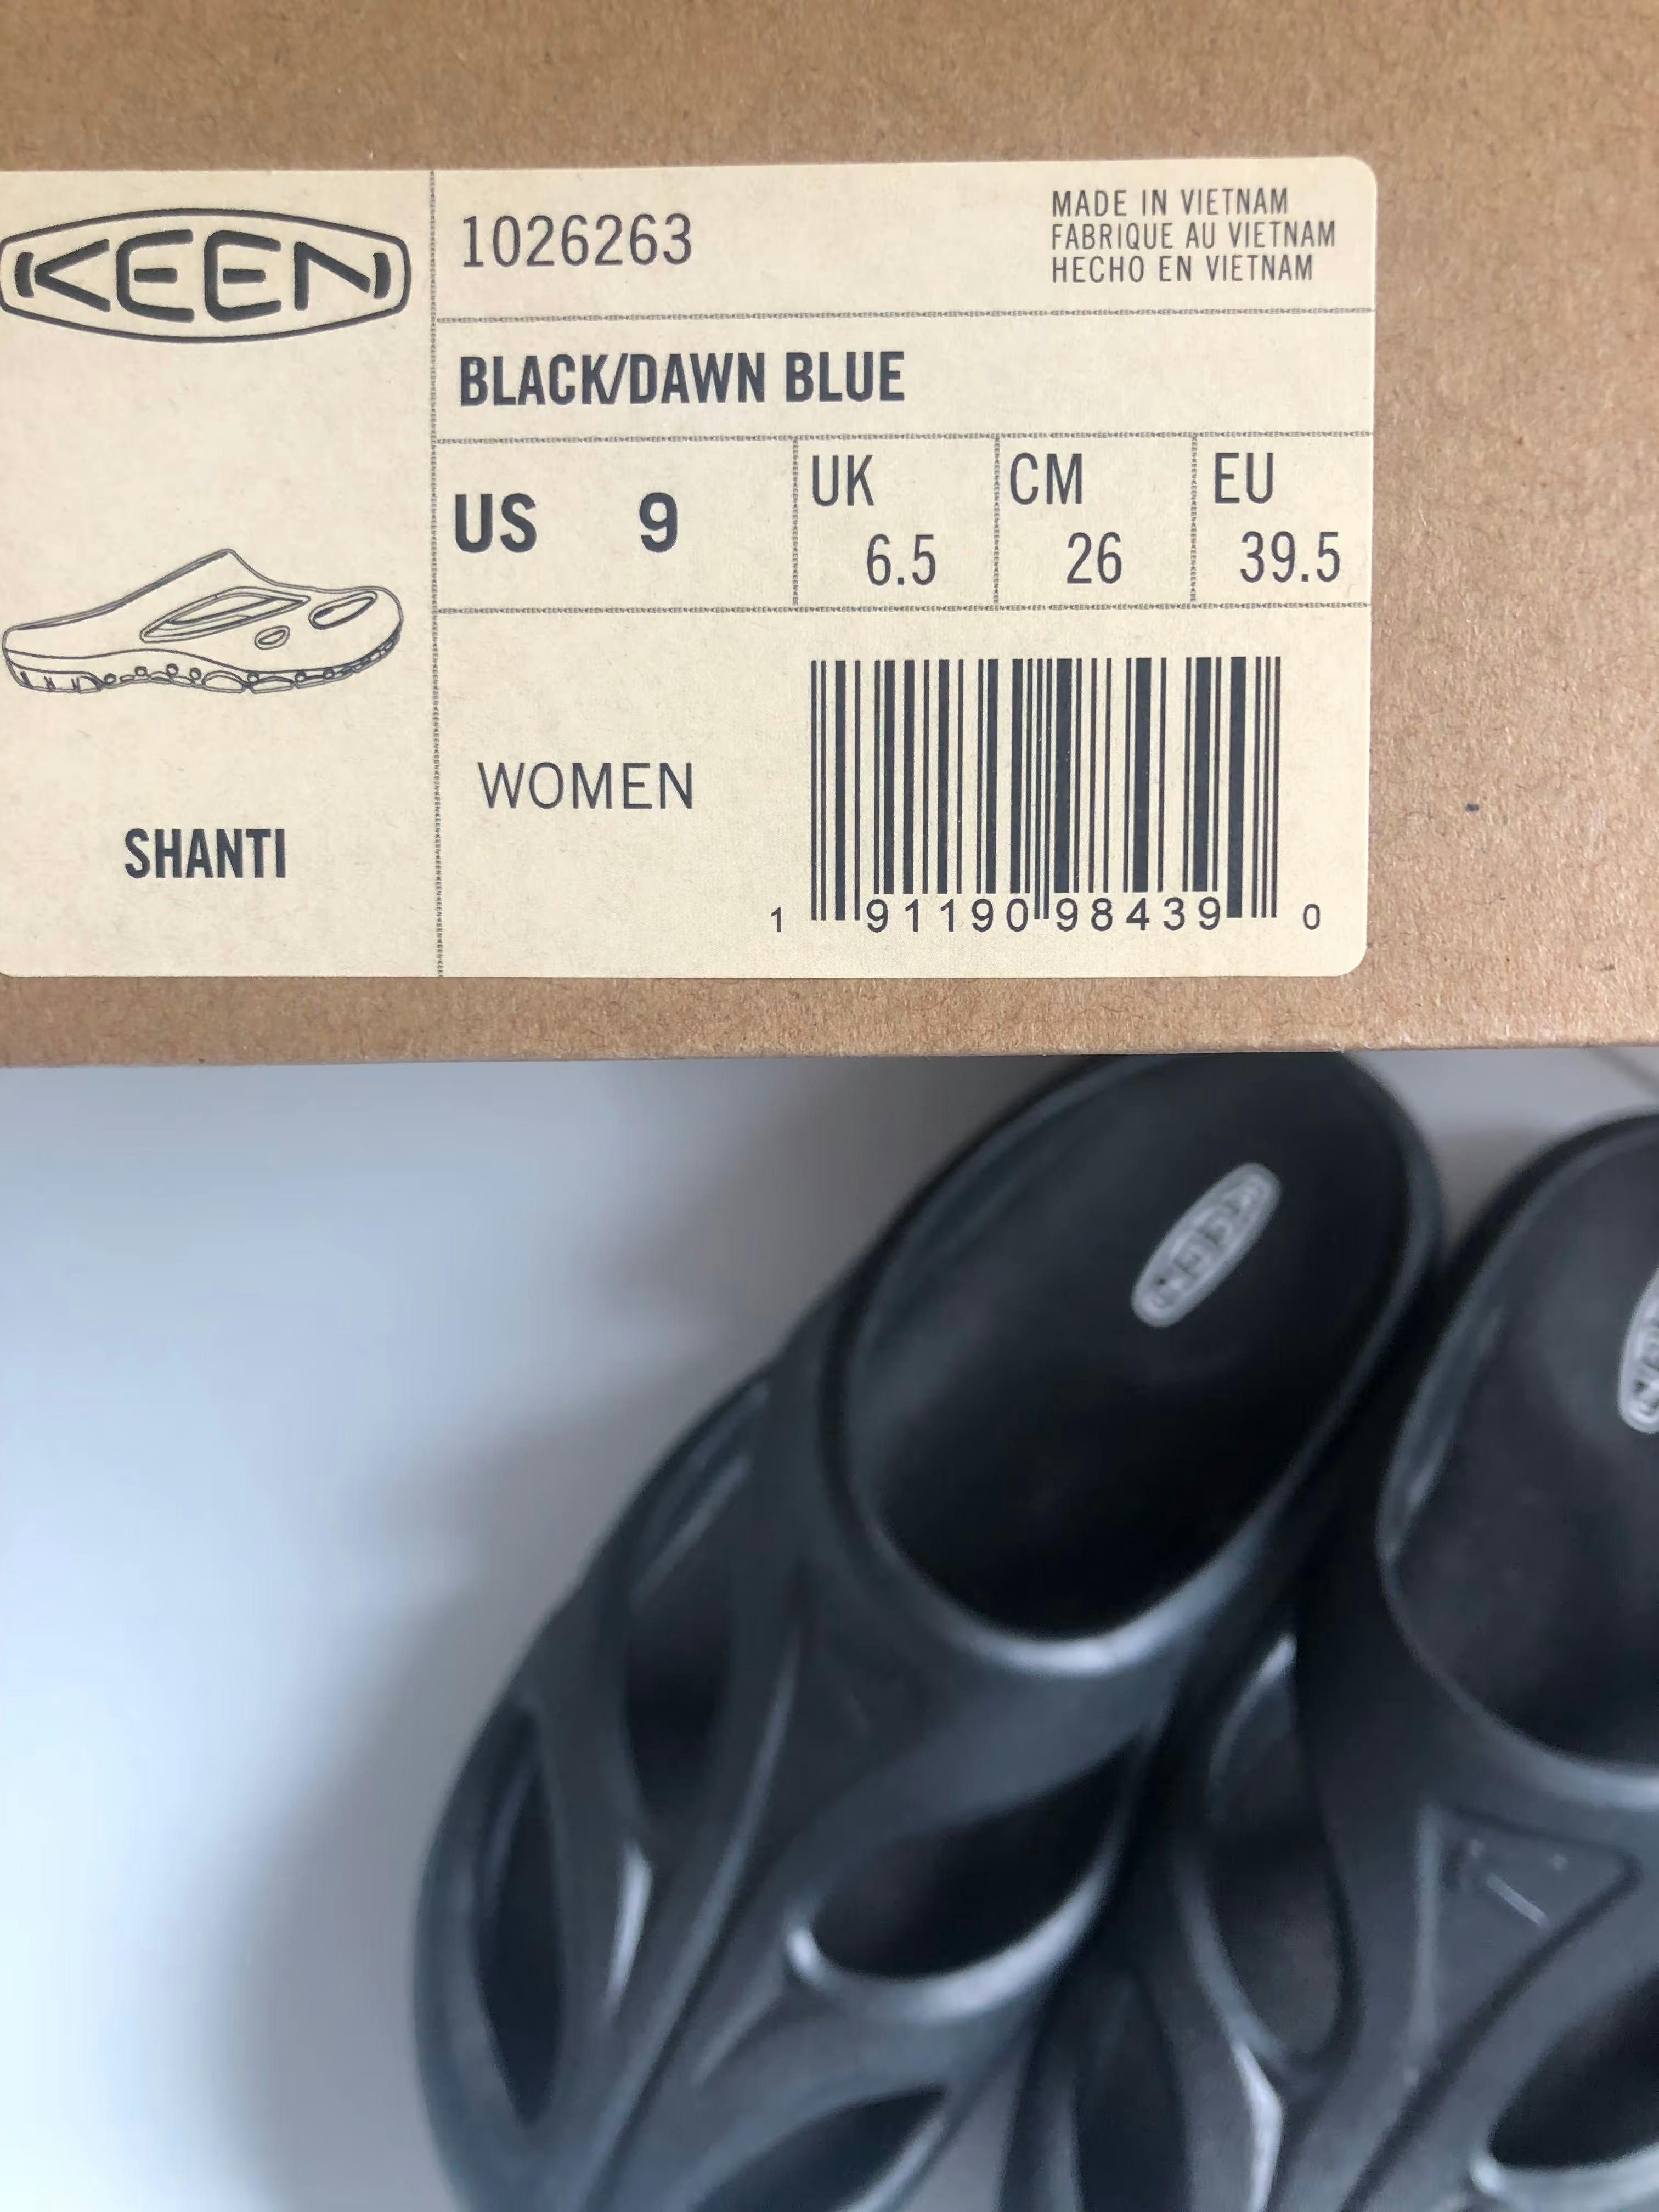 KEEN
1026263
MADE IN VIETNAM
FABRIQUE AU VIETNAM
HECHO EN VIETNAM
BLACK/DAWN BLUE
US 9
UK 6.5
CM 26
EU 39.5
WOMEN
SHANTI
1 91190 98439 0
KEEN